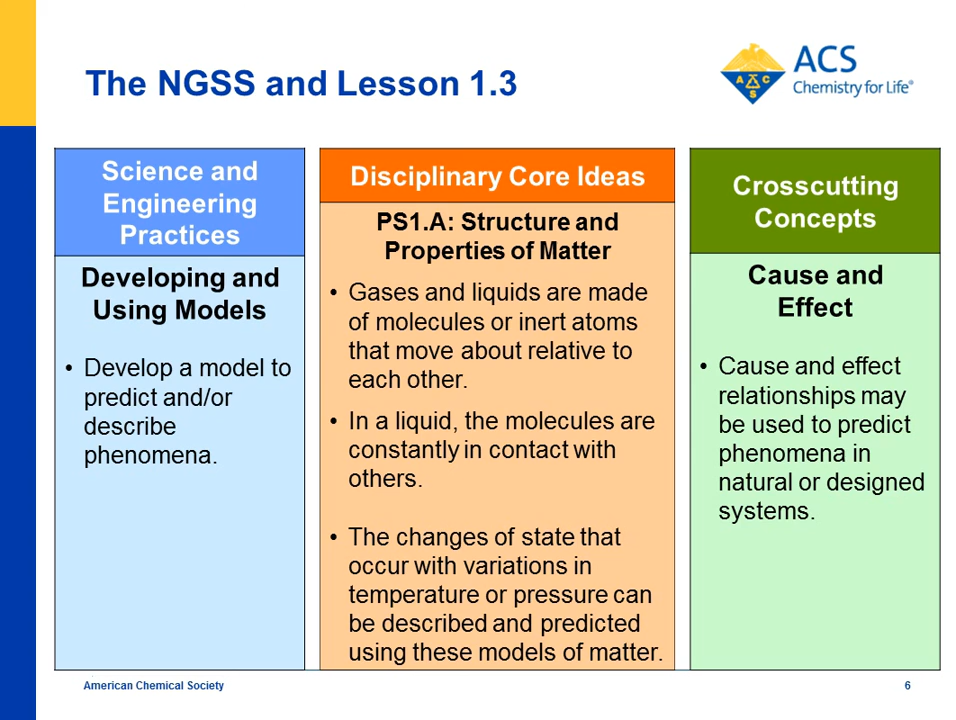 The NGSS and Lesson 1.3
ACS
Chemistry for Life®
A C S
Science and
Engineering
Practices
Developing and
Using Models
• Develop a model to
predict and/or
describe
phenomena.
Disciplinary Core Ideas
PS1.A: Structure and
Properties of Matter
• Gases and liquids are made
of molecules or inert atoms
that move about relative to
each other.
• In a liquid, the molecules are
constantly in contact with
others.
• The changes of state that
occur with variations in
temperature or pressure can
be described and predicted
using these models of matter.
Crosscutting
Concepts
Cause and
Effect
• Cause and effect
relationships may
be used to predict
phenomena in
natural or designed
systems.
American Chemical Society
6